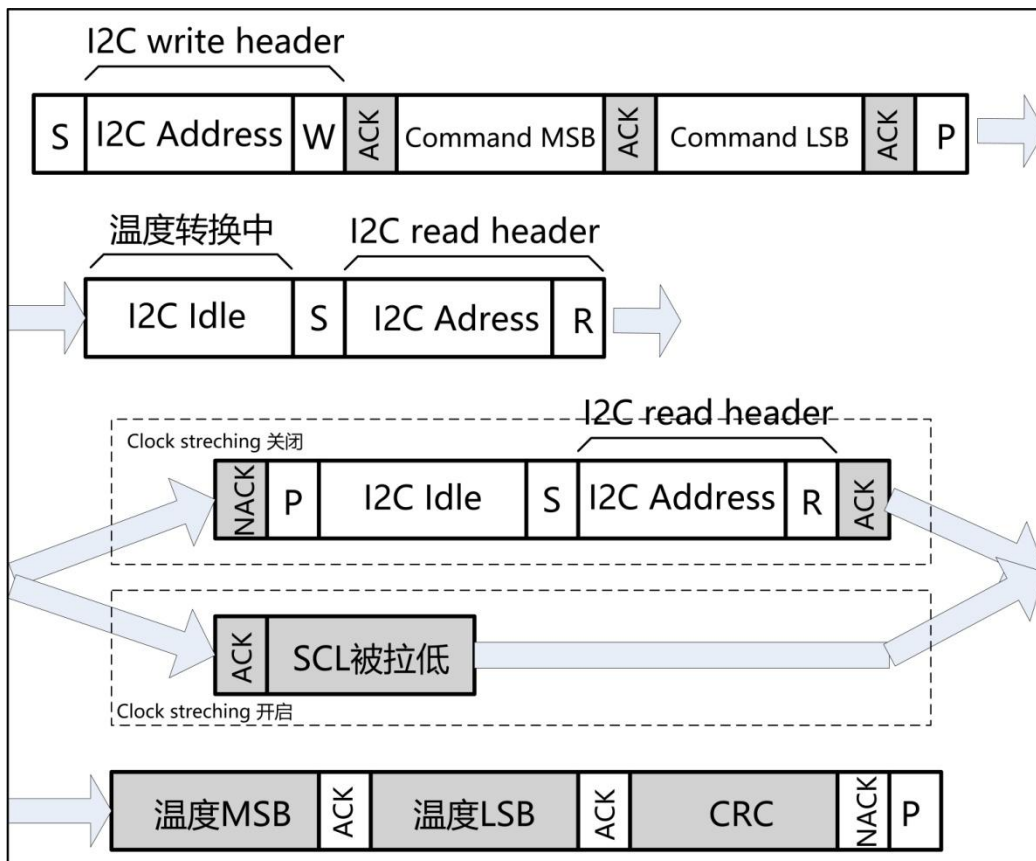 I2C write header
S I2C Address W ACK Command MSB ACK Command LSB ACK P
温度转换中 I2C read header
I2C Idle S I2C Adress R
I2C read header
Clock streching 关闭
NACK P I2C Idle S I2C Address R ACK
ACK SCL被拉低
Clock streching 开启
温度MSB ACK 温度LSB ACK CRC NACK P